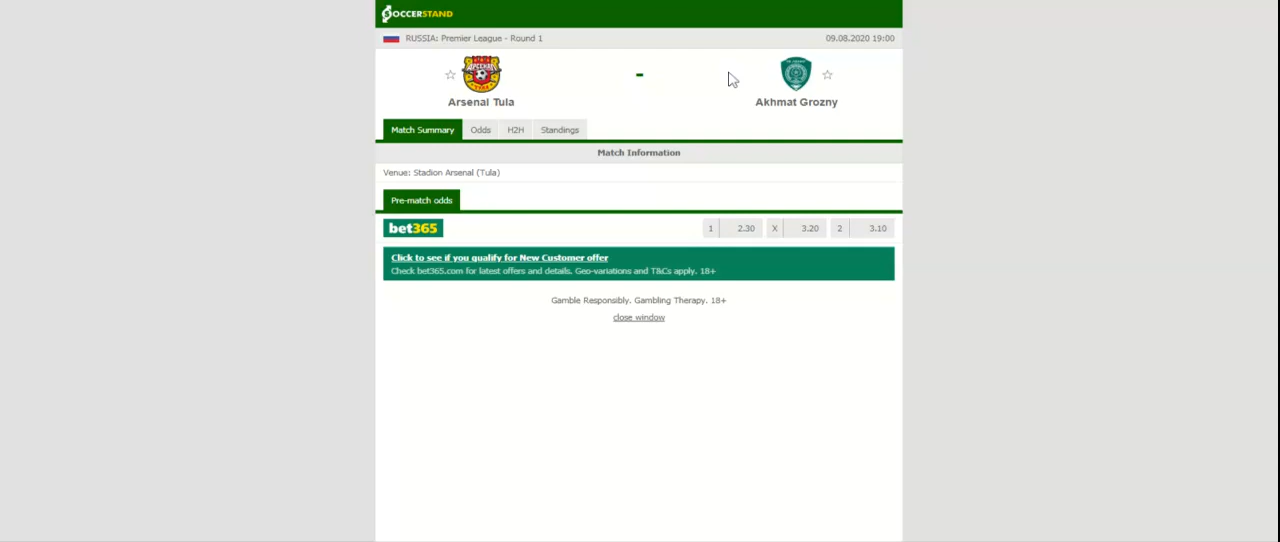 SOCCERSTAND
RUSSIA: Premier League - Round 1 09.08.2020 19:00
-
Arsenal Tula Akhmat Grozny
Match Summary Odds H2H Standings
Match Information
Venue: Stadion Arsenal (Tula)
Pre-match odds
bet365 1 2.30 X 3.20 2 3.10
Click to see if you qualify for New Customer offer
Check bet365.com for latest offers and details. Geo-variations and T&Cs apply. 18+
Gamble Responsibly. Gambling Therapy. 18+
close window